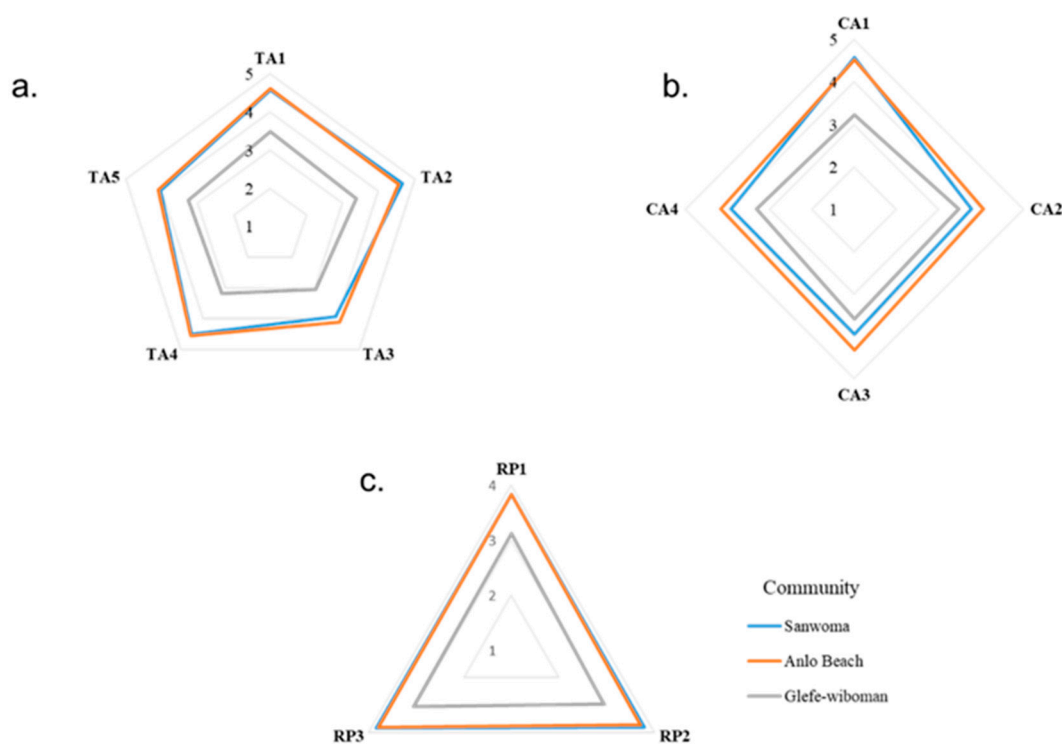 a.
TA1
5
4
3
2
1
TA2
TA3
TA4
TA5
b.
CA1
5
4
3
2
1
CA2
CA3
CA4
c.
RP1
4
3
2
1
RP2
RP3
Community
Sanwoma
Anlo Beach
Glefe-wiboman